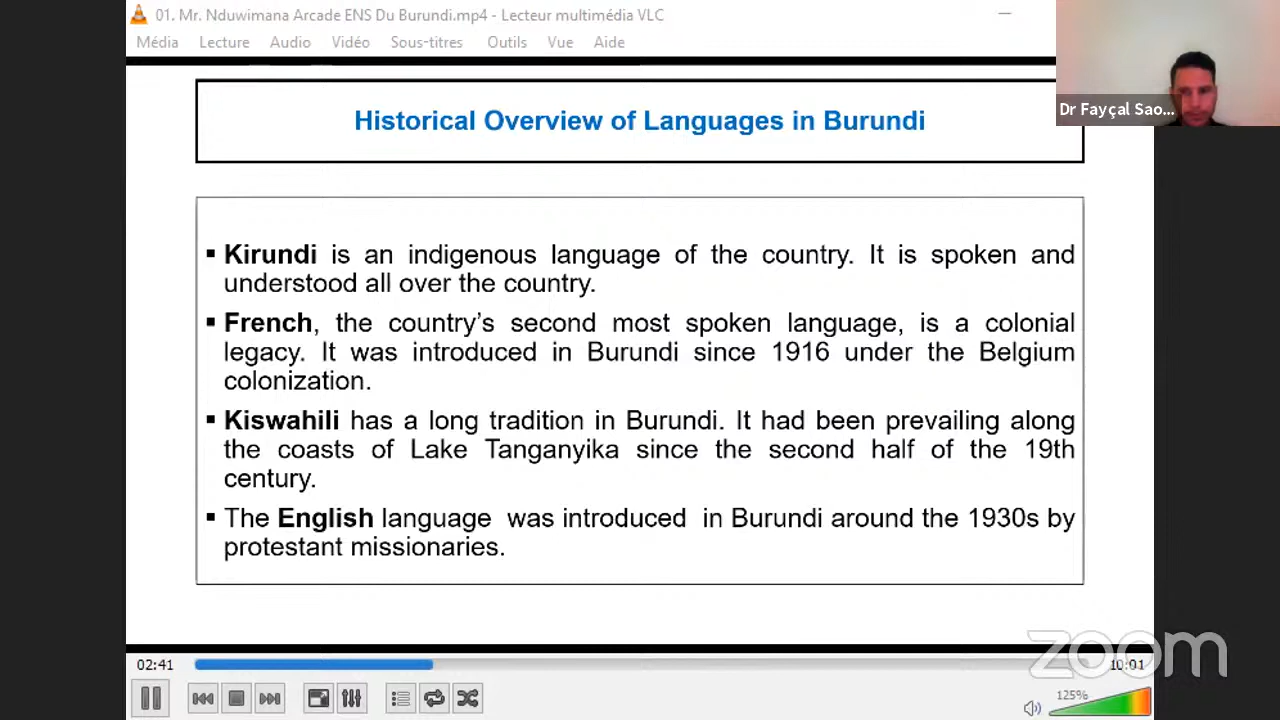 01. Mr. Nduwimana Arcade ENS Du Burundi.mp4 - Lecteur multimédia VLC
Média Lecture Audio Vidéo Sous-titres Outils Vue Aide
Dr Fayçal Sao...
Historical Overview of Languages in Burundi
▪ Kirundi is an indigenous language of the country. It is spoken and
understood all over the country.
▪ French, the country’s second most spoken language, is a colonial
legacy. It was introduced in Burundi since 1916 under the Belgium
colonization.
▪ Kiswahili has a long tradition in Burundi. It had been prevailing along
the coasts of Lake Tanganyika since the second half of the 19th
century.
▪ The English language was introduced in Burundi around the 1930s by
protestant missionaries.
zoom
02:41
10:01
125%